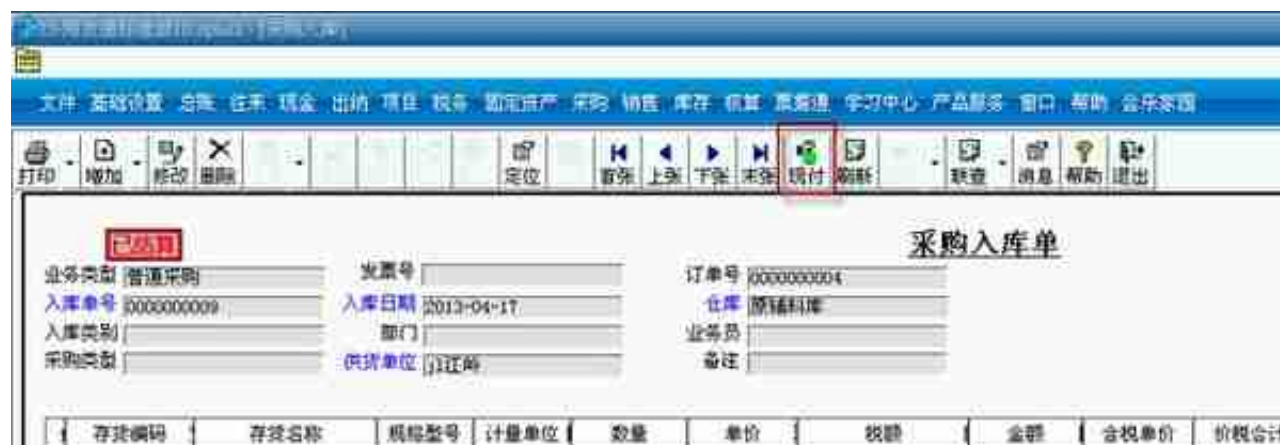 文件 基础设置 总账 往来 现金 出纳 项目 税务 固定资产 采购 销售 库存 核算 票据通 学习中心 产品服务 窗口 帮助 会乐家园
打印 增加 修改 删除 定位 首张 上张 下张 末张 现付 刷新 联查 消息 帮助 退出
采购入库单
已结算
业务类型 普通采购 发票号 订单号 0000000004
入库单号 0000000009 入库日期 2013-04-17 仓库 原辅料库
入库类别 部门 业务员
采购类型 供货单位 备注
存货编码 存货名称 规格型号 计量单位 数量 单价 税额 金额 含税单价 价税合计